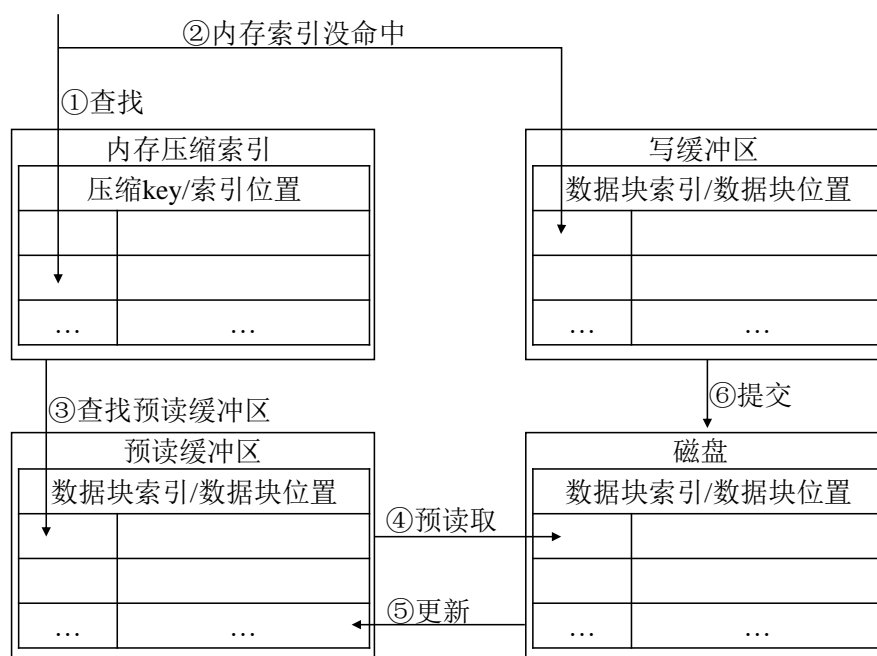 ②内存索引没命中
①查找
内存压缩索引
压缩key/索引位置
… …
写缓冲区
数据块索引/数据块位置
… …
③查找预读缓冲区
⑥提交
预读缓冲区
数据块索引/数据块位置
… …
④预读取
⑤更新
磁盘
数据块索引/数据块位置
… …